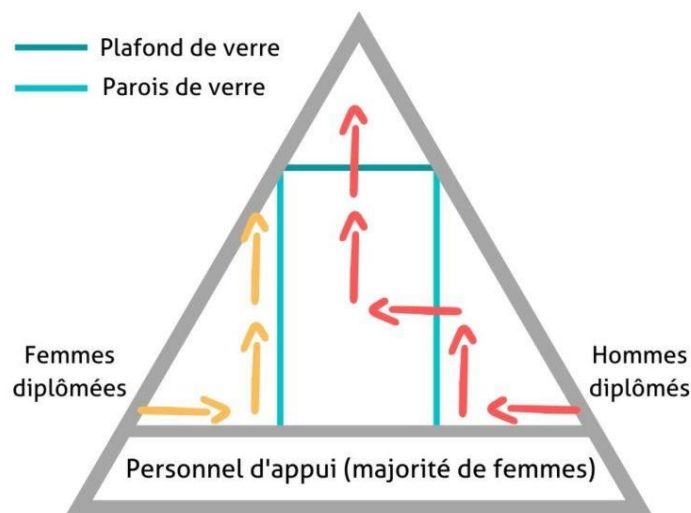 Plafond de verre
Parois de verre
Femmes
diplômées
Hommes
diplômés
Personnel d'appui (majorité de femmes)